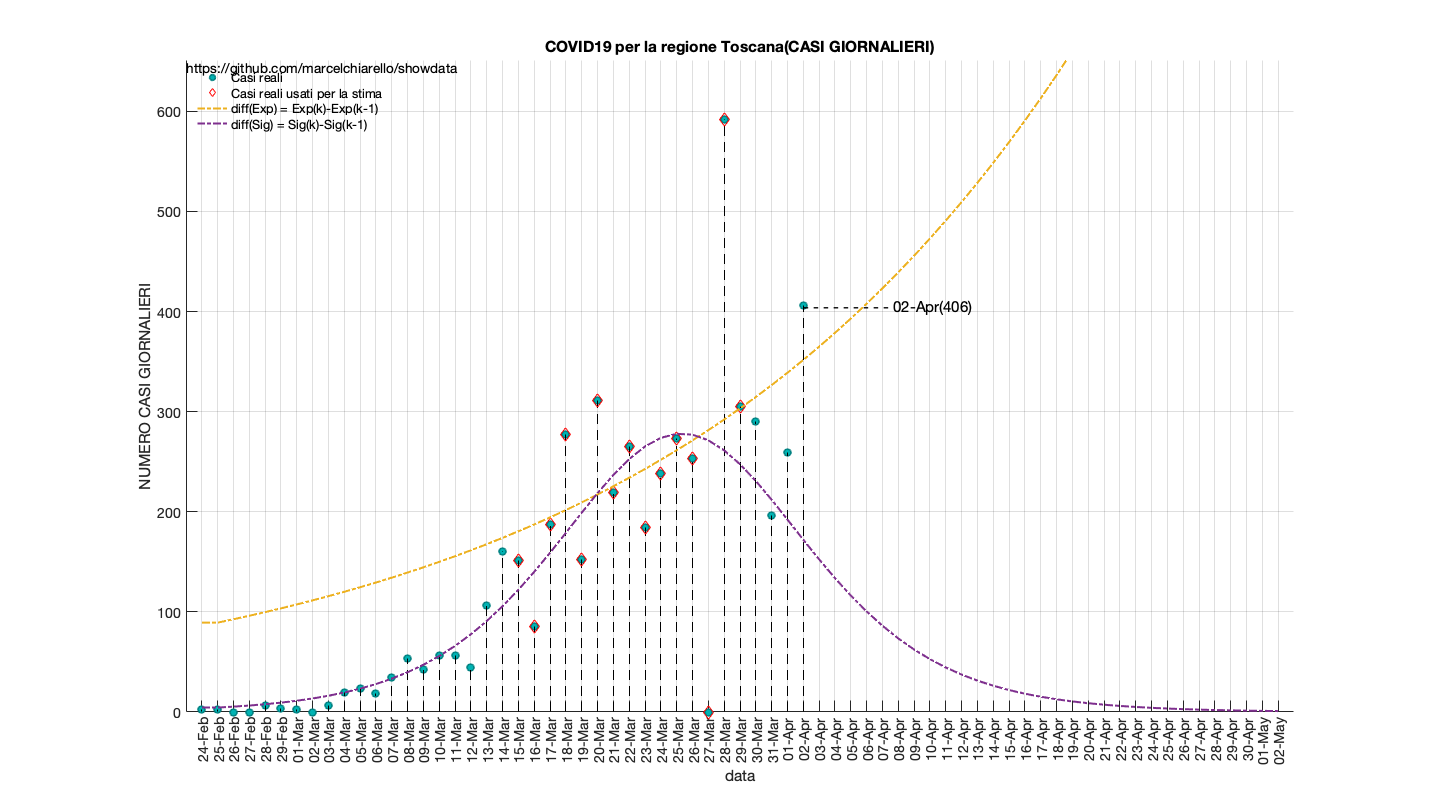 COVID19 per la regione Toscana(CASI GIORNALIERI)
https://github.com/marcelchiarello/showdata
Casi reali
Casi reali usati per la stima
diff(Exp) = Exp(k)-Exp(k-1)
diff(Sig) = Sig(k)-Sig(k-1)
600
500
400
300
200
100
0
NUMERO CASI GIORNALIERI
02-Apr(406)
24-Feb
25-Feb
26-Feb
27-Feb
28-Feb
29-Feb
01-Mar
02-Mar
03-Mar
04-Mar
05-Mar
06-Mar
07-Mar
08-Mar
09-Mar
10-Mar
11-Mar
12-Mar
13-Mar
14-Mar
15-Mar
16-Mar
17-Mar
18-Mar
19-Mar
20-Mar
21-Mar
22-Mar
23-Mar
24-Mar
25-Mar
26-Mar
27-Mar
28-Mar
29-Mar
30-Mar
31-Mar
01-Apr
02-Apr
03-Apr
04-Apr
05-Apr
06-Apr
07-Apr
08-Apr
09-Apr
10-Apr
11-Apr
12-Apr
13-Apr
14-Apr
15-Apr
16-Apr
17-Apr
18-Apr
19-Apr
20-Apr
21-Apr
22-Apr
23-Apr
24-Apr
25-Apr
26-Apr
27-Apr
28-Apr
29-Apr
30-Apr
01-May
02-May
data